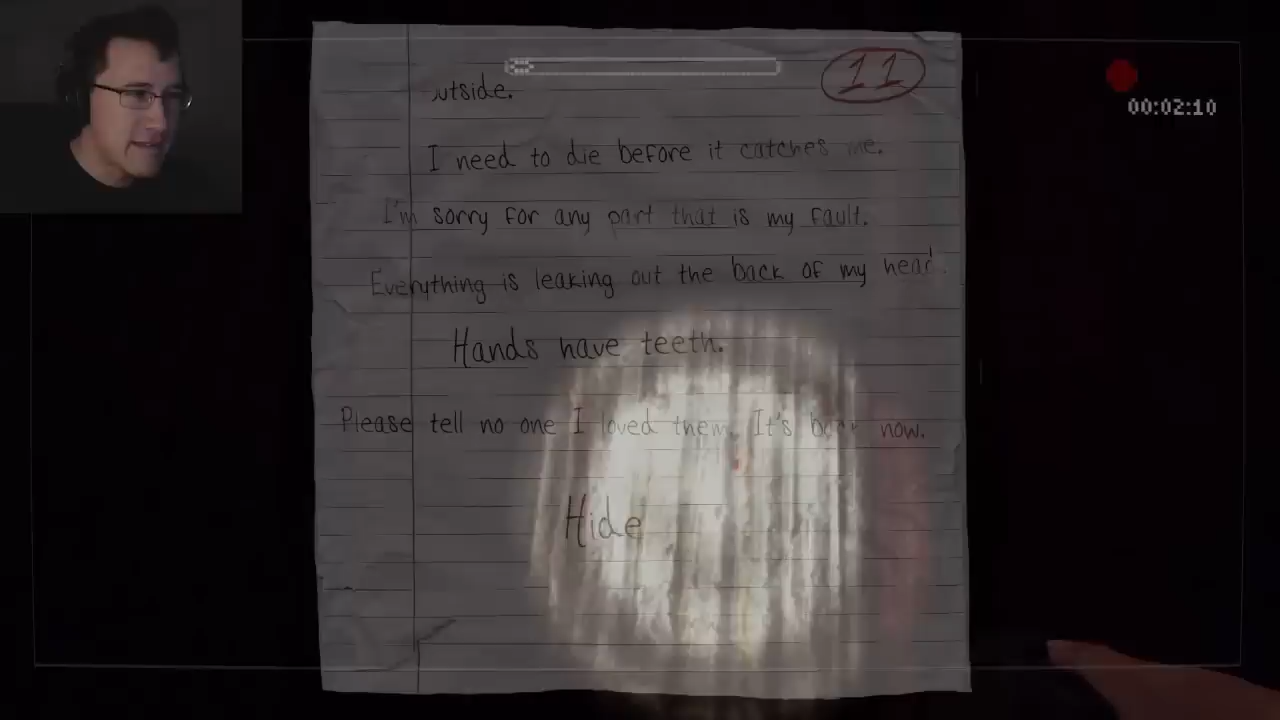 11
utside.
00:02:10
I need to die before it catches me.
I'm sorry for any part that is my fault.
Everything is leaking out the back of my head.
Hands have teeth.
Please tell no one I loved them. It's now.
Hide